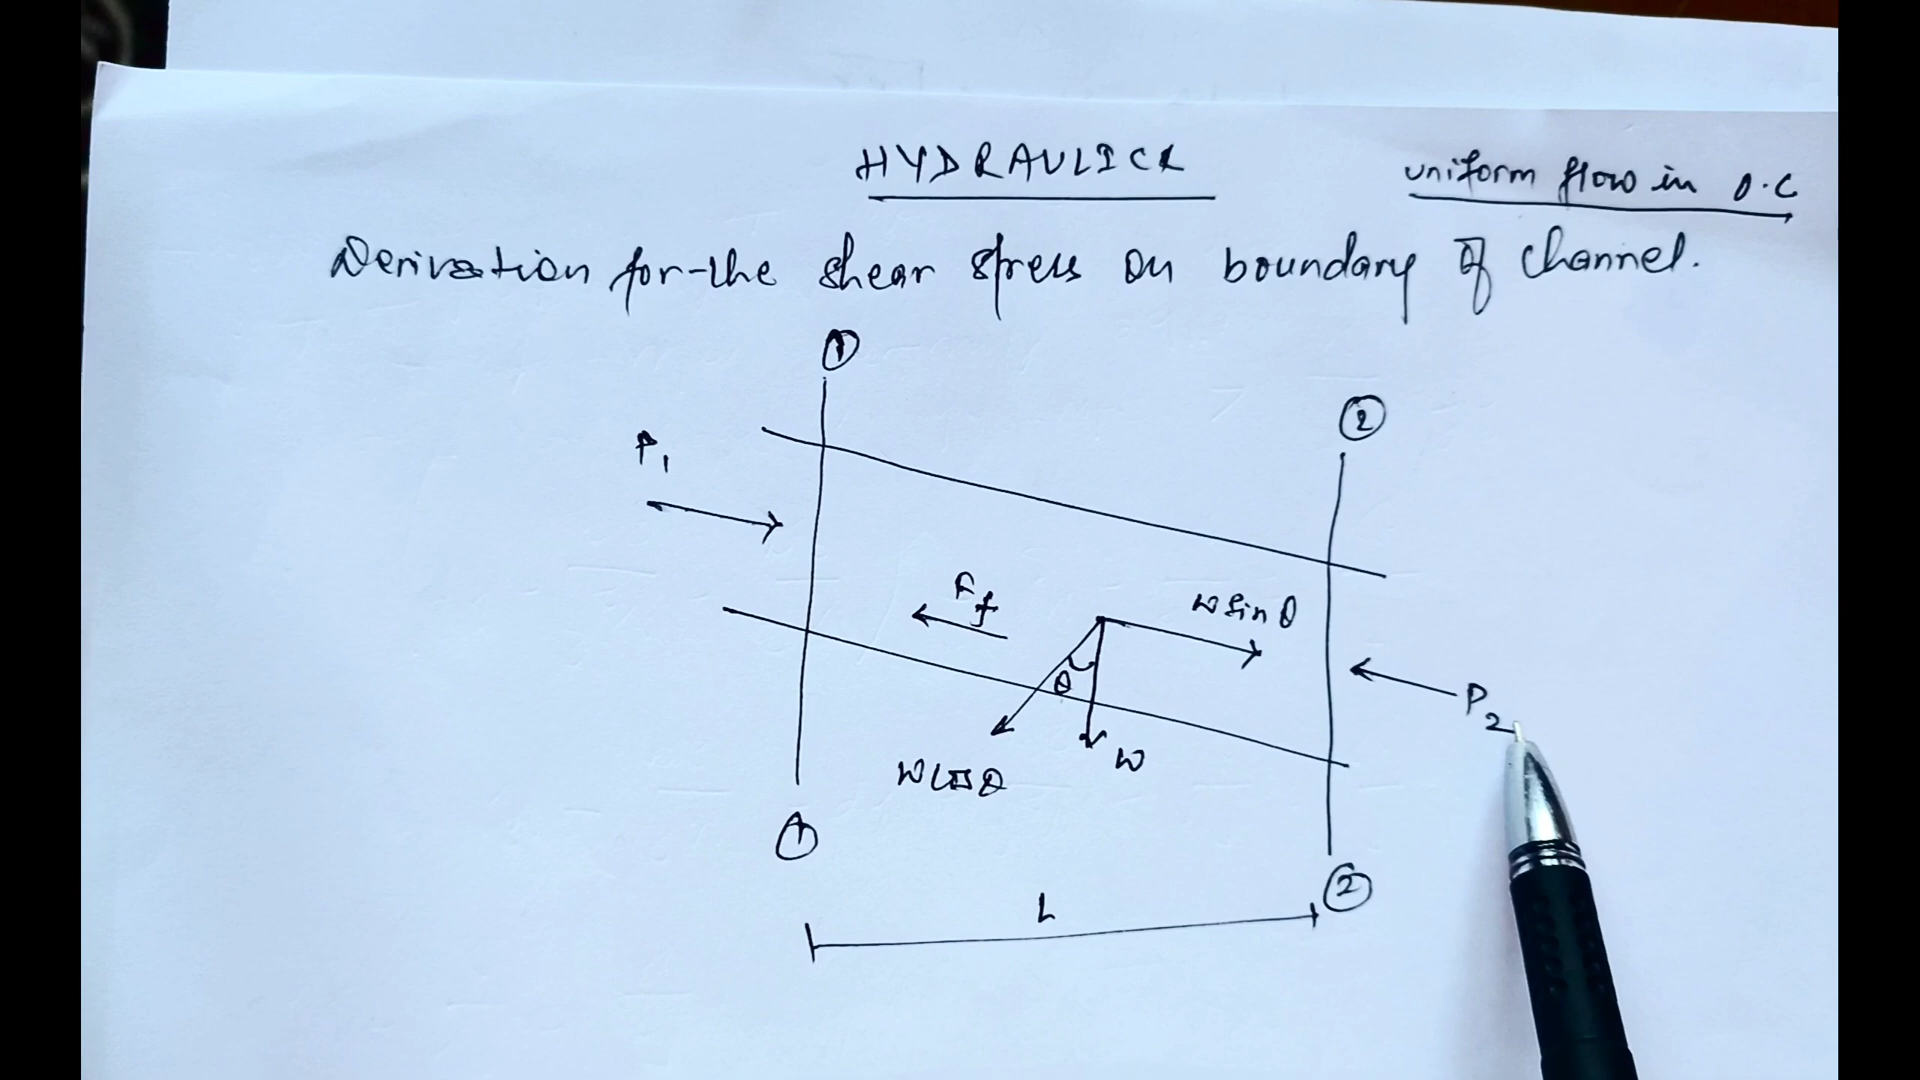 HYDRAULICS
uniform flow in O.C
Derivation for the shear stress on boundary of channel.
1
2
P1
Ff
W sin θ
θ
P2
W
W cos θ
1
2
L